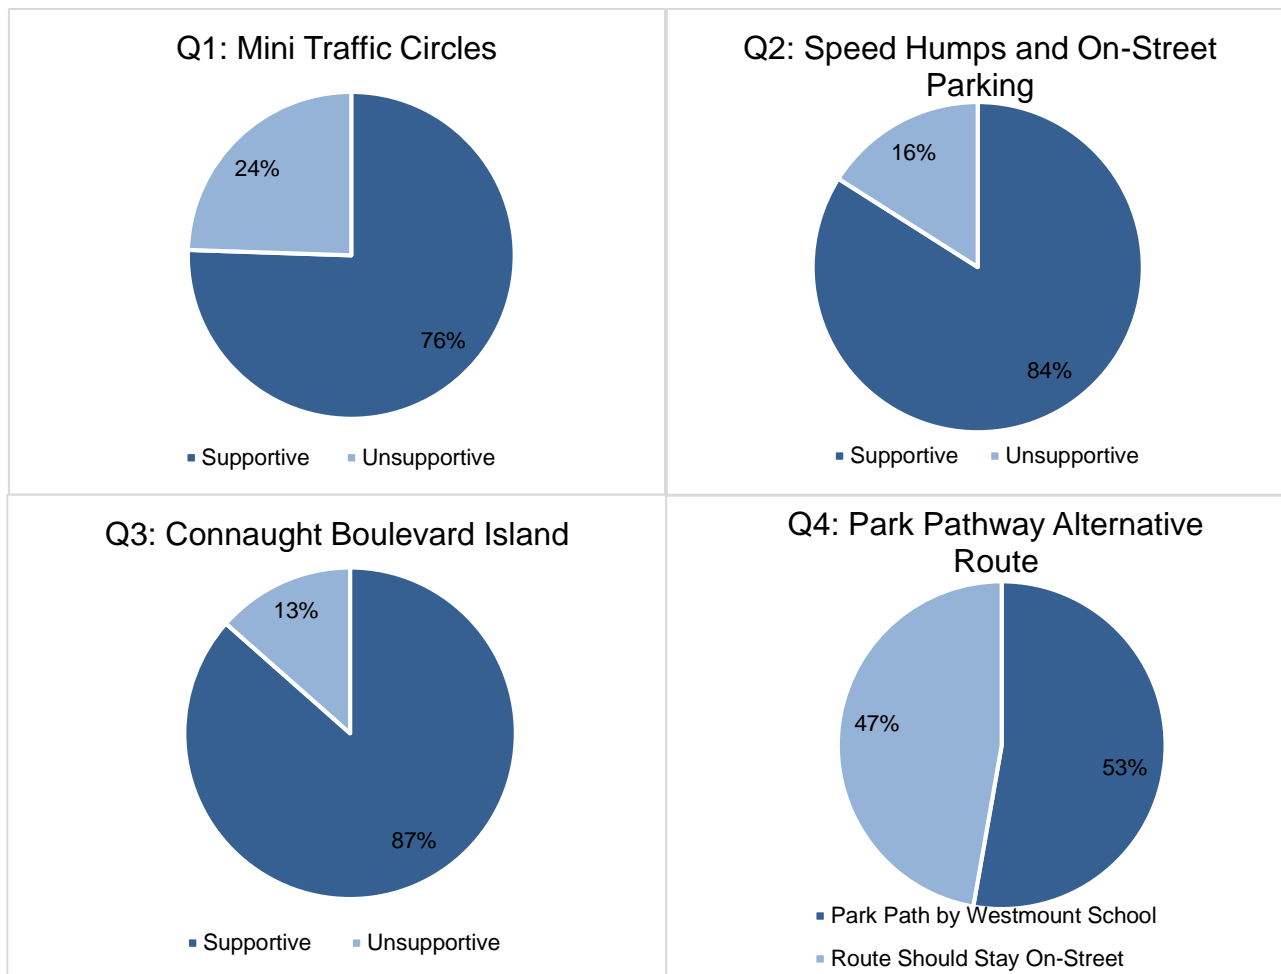 Q1: Mini Traffic Circles
24%
76%
Supportive Unsupportive
Q2: Speed Humps and On-Street
Parking
16%
84%
Supportive Unsupportive
Q3: Connaught Boulevard Island
13%
87%
Supportive Unsupportive
Q4: Park Pathway Alternative
Route
47%
53%
Park Path by Westmount School
Route Should Stay On-Street